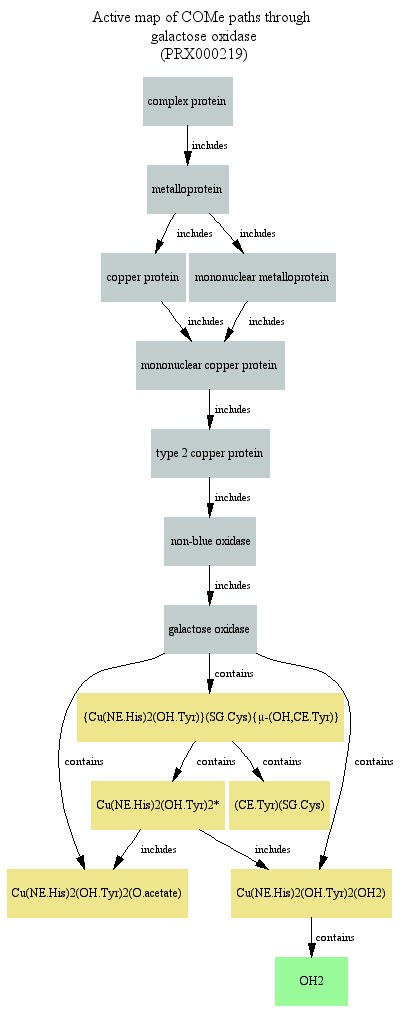 Active map of COMe paths through
galactose oxidase
(PRX000219)
complex protein
includes
metalloprotein
includes includes
copper protein mononuclear metalloprotein
includes includes
mononuclear copper protein
includes
type 2 copper protein
includes
non-blue oxidase
includes
galactose oxidase
contains
{Cu(NE.His)2(OH.Tyr)}(SG.Cys){μ-(OH,CE.Tyr)}
contains contains contains contains
Cu(NE.His)2(OH.Tyr)2* (CE.Tyr)(SG.Cys)
includes includes
Cu(NE.His)2(OH.Tyr)2(O.acetate) Cu(NE.His)2(OH.Tyr)2(OH2)
contains
OH2